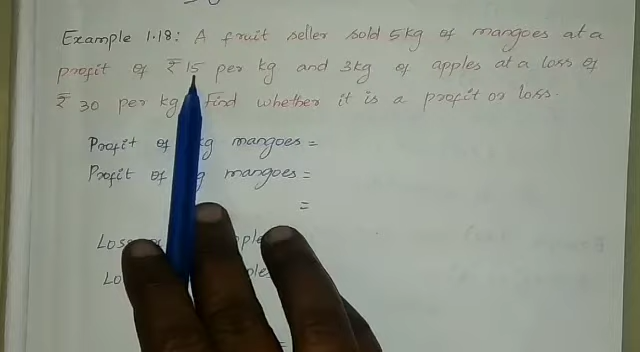 Example 1.18: A fruit seller sold 5kg of mangoes at a
profit of ₹ 15 per kg and 3kg of apples at a loss of
₹ 30 per kg. Find whether it is a profit or loss.
Profit of kg mangoes =
Profit of mangoes =
=
Loss
=